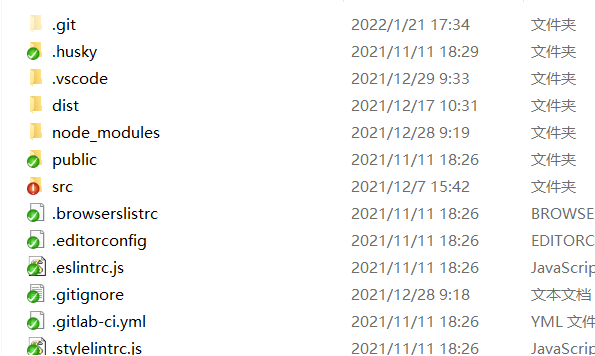 .git 2022/1/21 17:34 文件夹
.husky 2021/11/11 18:29 文件夹
.vscode 2021/12/29 9:33 文件夹
dist 2021/12/17 10:31 文件夹
node_modules 2021/12/28 9:19 文件夹
public 2021/11/11 18:26 文件夹
src 2021/12/7 15:42 文件夹
.browserslistrc 2021/11/11 18:26 BROWSE
.editorconfig 2021/11/11 18:26 EDITORC
.eslintrc.js 2021/11/11 18:26 JavaScrip
.gitignore 2021/12/28 9:18 文本文档
.gitlab-ci.yml 2021/11/11 18:26 YML 文件
.stylelintrc.js 2021/11/11 18:26 JavaScrip